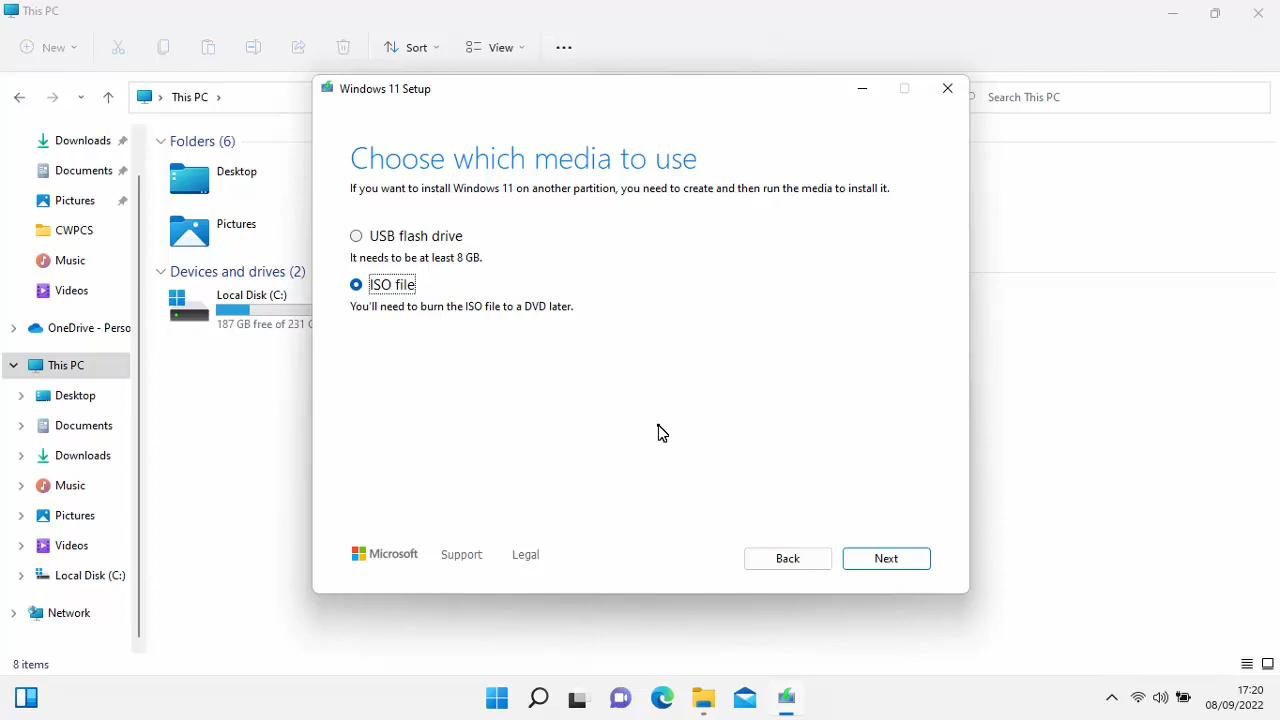 This PC
New
Sort
View
This PC
Search This PC
Downloads
Documents
Pictures
CWPCS
Music
Videos
OneDrive - Perso
This PC
Desktop
Documents
Downloads
Music
Pictures
Videos
Local Disk (C:)
Network
Folders (6)
Desktop
Pictures
Devices and drives (2)
Local Disk (C:)
187 GB free of 231 G
Windows 11 Setup
Choose which media to use
If you want to install Windows 11 on another partition, you need to create and then run the media to install it.
USB flash drive
It needs to be at least 8 GB.
ISO file
You'll need to burn the ISO file to a DVD later.
Microsoft
Support
Legal
Back
Next
8 items
17:20
08/09/2022